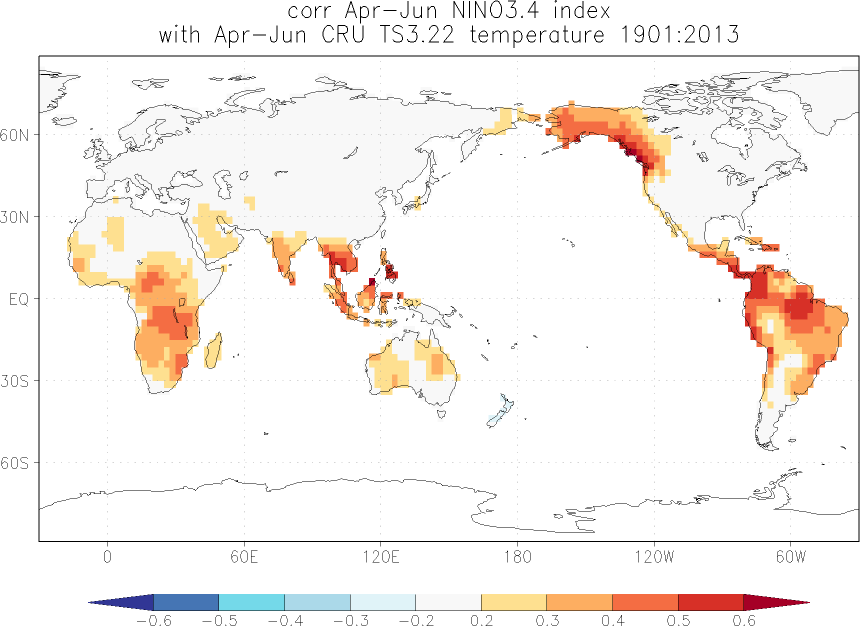 corr Apr-Jun NINO3.4 index
with Apr-Jun CRU TS3.22 temperature 1901:2013
60N
30N
EQ
30S
60S
0 60E 120E 180 120W 60W
-0.6 -0.5 -0.4 -0.3 -0.2 0.2 0.3 0.4 0.5 0.6